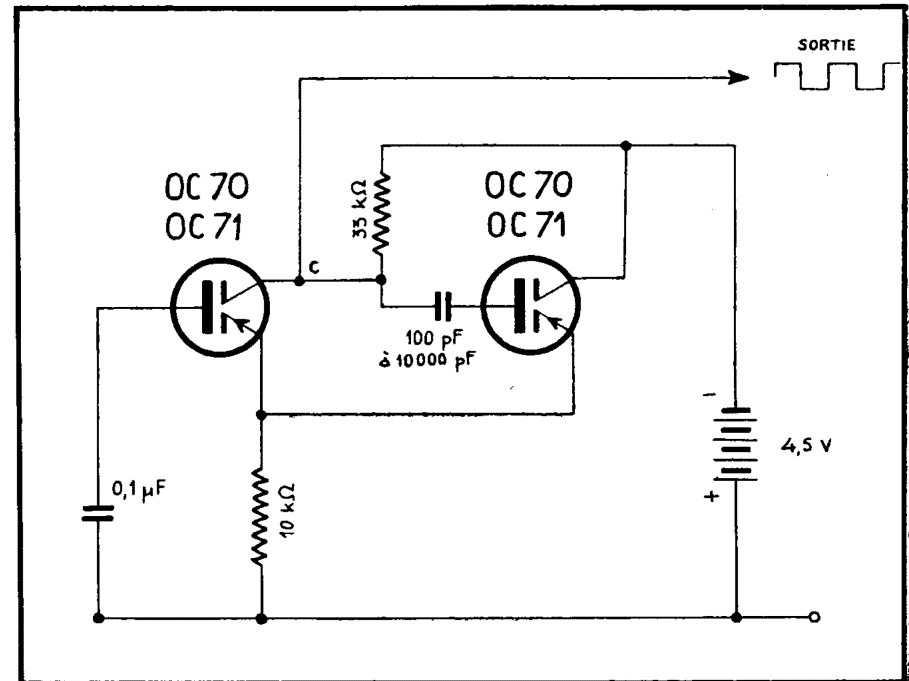 SORTIE
OC 70
OC 71
33 kΩ
OC 70
OC 71
C
100 pF
à 10000 pF
−
4,5 V
+
0,1 µF
10 kΩ